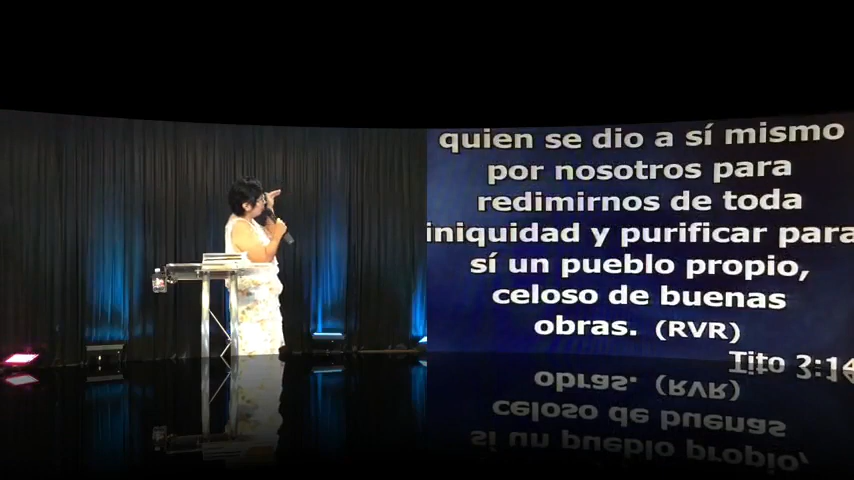 quien se dio a sí mismo
por nosotros para
redimirnos de toda
iniquidad y purificar para
sí un pueblo propio,
celoso de buenas
obras. (RVR)
Tito 2:14